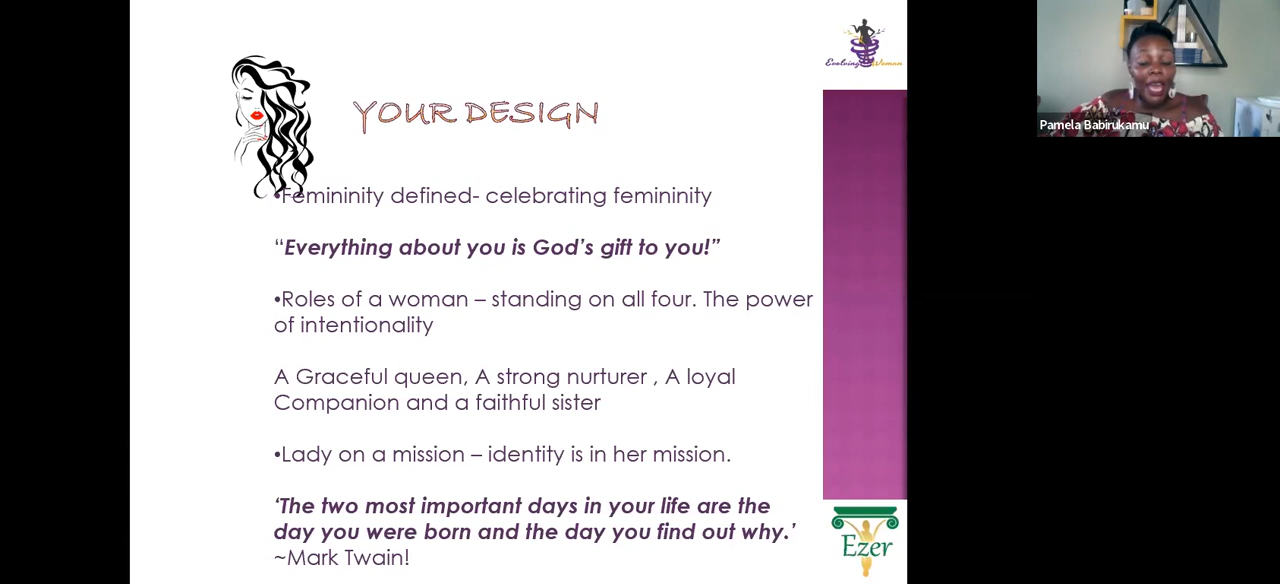 Evolving Woman
YOUR DESIGN
Pamela Babirukamu
•Femininity defined- celebrating femininity
“Everything about you is God’s gift to you!”
•Roles of a woman – standing on all four. The power
of intentionality
A Graceful queen, A strong nurturer , A loyal
Companion and a faithful sister
•Lady on a mission – identity is in her mission.
‘The two most important days in your life are the
day you were born and the day you find out why.’
~Mark Twain!
Ezer